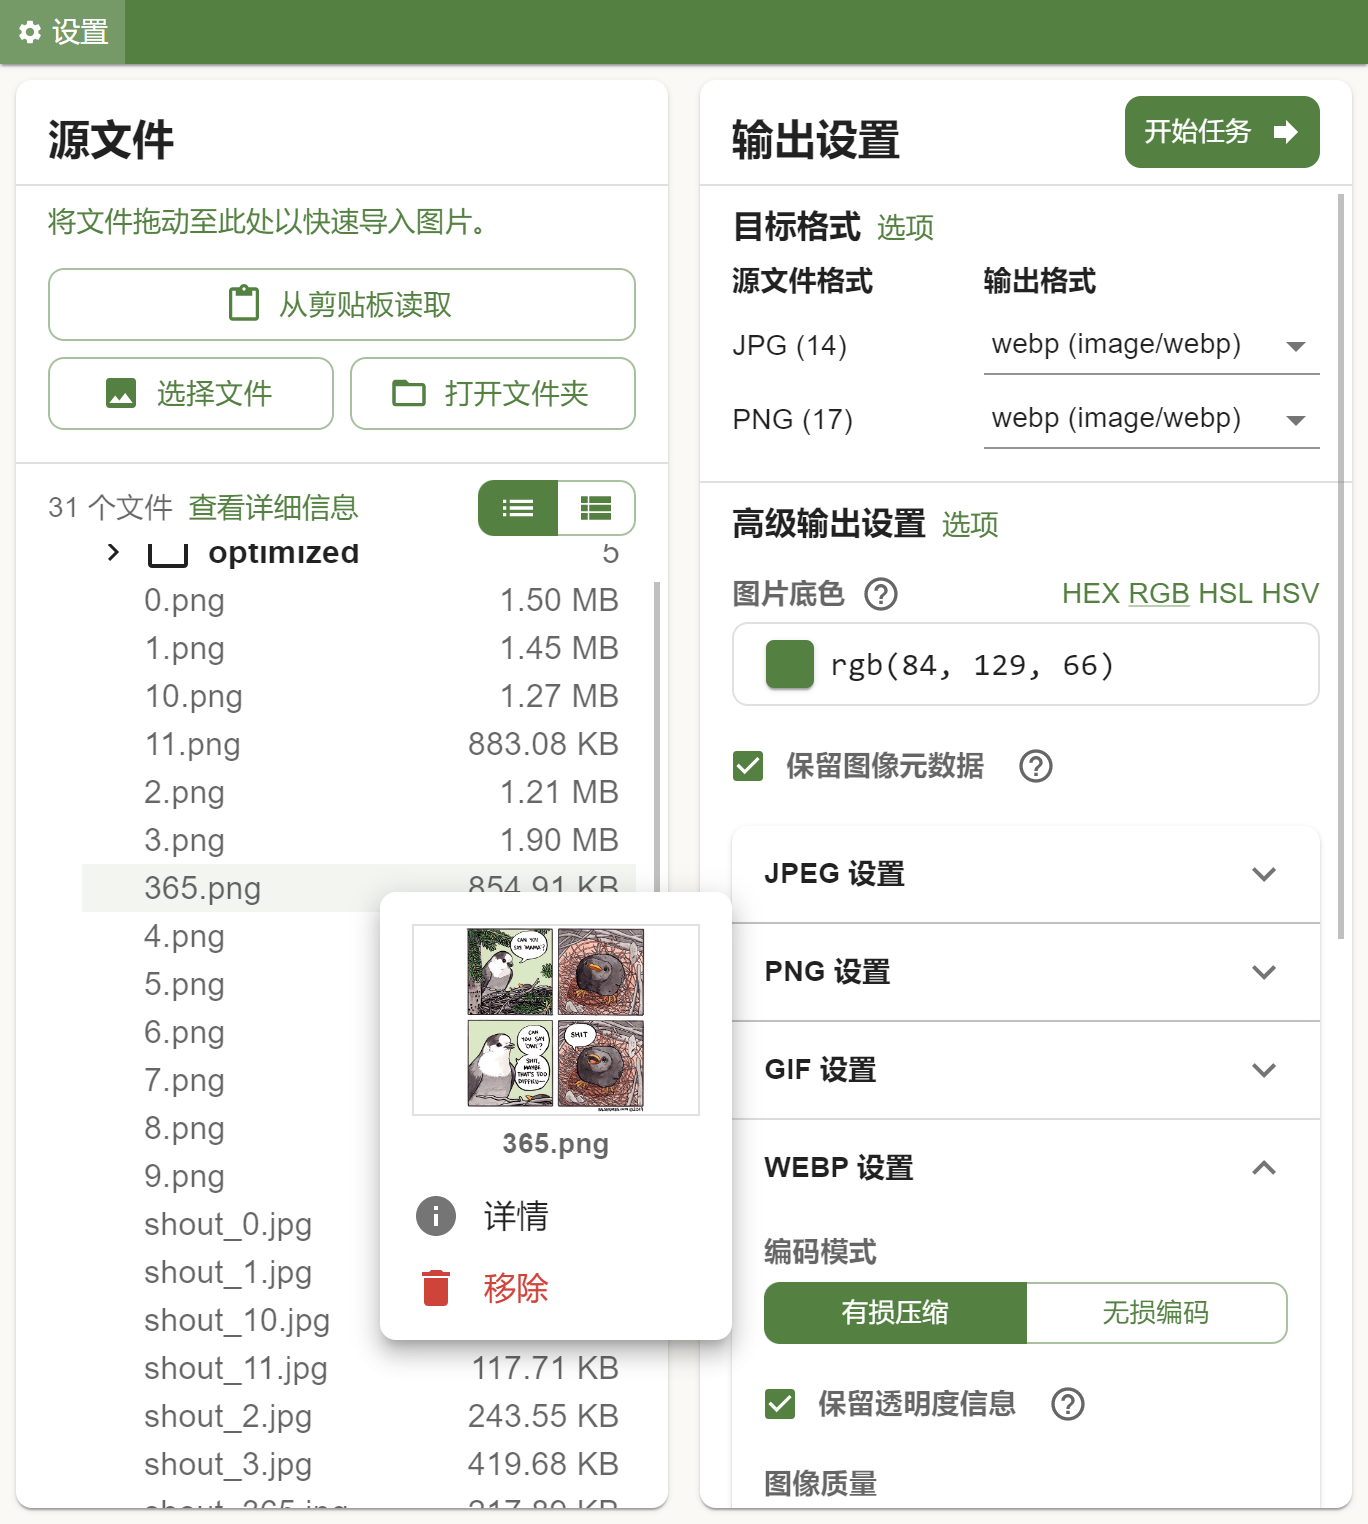 设置
源文件
将文件拖动至此处以快速导入图片。
从剪贴板读取
选择文件
打开文件夹
31 个文件 查看详细信息
optimized 5
0.png 1.50 MB
1.png 1.45 MB
10.png 1.27 MB
11.png 883.08 KB
2.png 1.21 MB
3.png 1.90 MB
365.png 854.91 KB
4.png
5.png
6.png
7.png
8.png
9.png
shout_0.jpg
shout_1.jpg
shout_10.jpg
shout_11.jpg 117.71 KB
shout_2.jpg 243.55 KB
shout_3.jpg 419.68 KB
shout_365.jpg 217.89 KB
CAN YOU
SAY "MAMA"?
CAN
YOU SAY
"OWL"?
SHIT,
MAYBE
THAT'S TOO
DIFFICU—
SHIT
365.png
详情
移除
输出设置
开始任务
目标格式 选项
源文件格式 输出格式
JPG (14) webp (image/webp)
PNG (17) webp (image/webp)
高级输出设置 选项
图片底色 HEX RGB HSL HSV
rgb(84, 129, 66)
保留图像元数据
JPEG 设置
PNG 设置
GIF 设置
WEBP 设置
编码模式
有损压缩 无损编码
保留透明度信息
图像质量